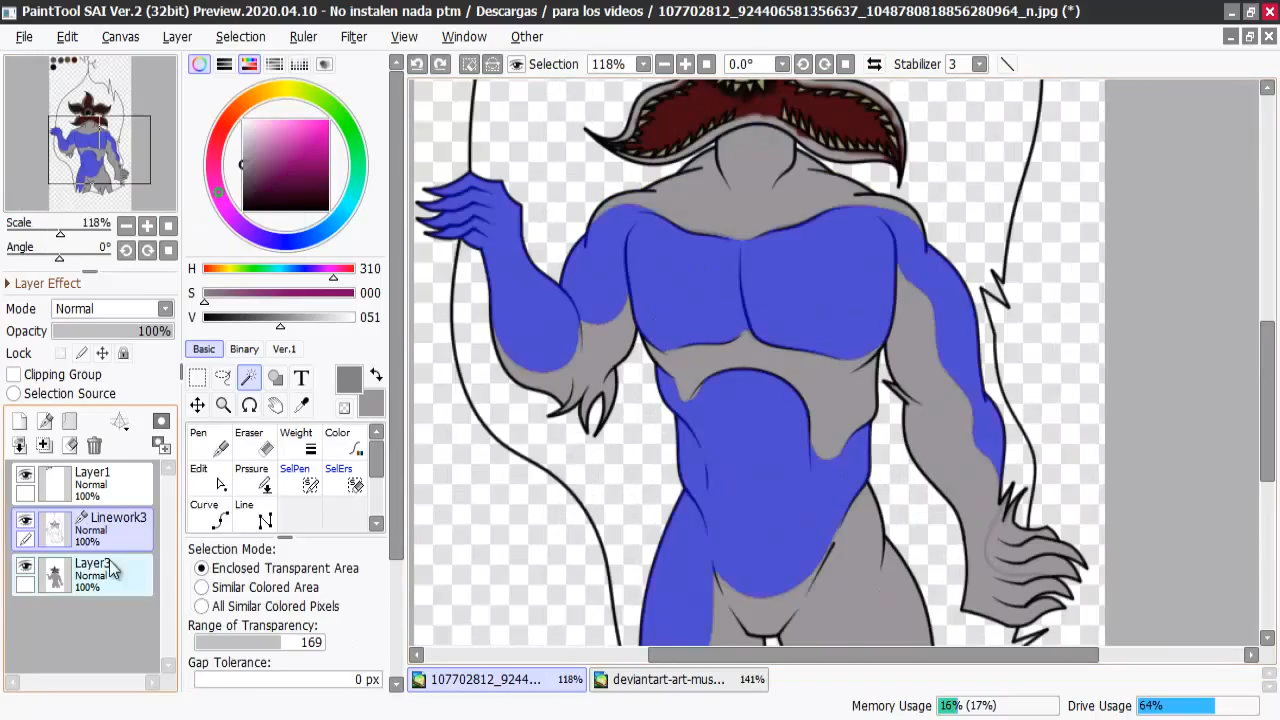 PaintTool SAI Ver.2 (32bit) Preview.2020.04.10 - No instalen nada ptm / Descargas / para los videos / 107702812_924406581356637_1048780818856280964_n.jpg (*)
File Edit Canvas Layer Selection Ruler Filter View Window Other
Selection 118% 0.0° Stabilizer 3
Scale 118%
Angle 0°
Layer Effect
Mode Normal
Opacity 100%
Lock
Clipping Group
Selection Source
Layer1
Normal
100%
Linework3
Normal
100%
Layer3
Normal
100%
H 310
S 000
V 051
Basic Binary Ver.1
T
Pen Eraser Weight Color
Edit Prssure SelPen SelErs
Curve Line
Selection Mode:
Enclosed Transparent Area
Similar Colored Area
All Similar Colored Pixels
Range of Transparency:
169
Gap Tolerance:
0 px
107702812_9244... 118% deviantart-art-mus... 141%
Memory Usage 16% (17%) Drive Usage 64%